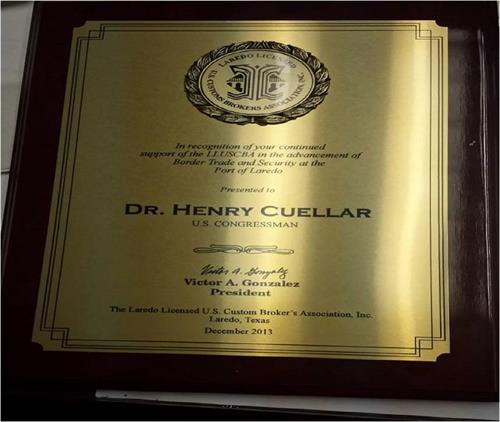 LAREDO LICENSED
U.S. CUSTOMS BROKERS ASSOCIATION, INC.
In recognition of your continued
support of the LLUSCBA in the advancement of
Border Trade and Security at the
Port of Laredo
Presented to
DR. HENRY CUELLAR
U.S. CONGRESSMAN
Victor A. Gonzalez
Victor A. Gonzalez
President
The Laredo Licensed U.S. Custom Broker's Association, Inc.
Laredo, Texas
December 2013